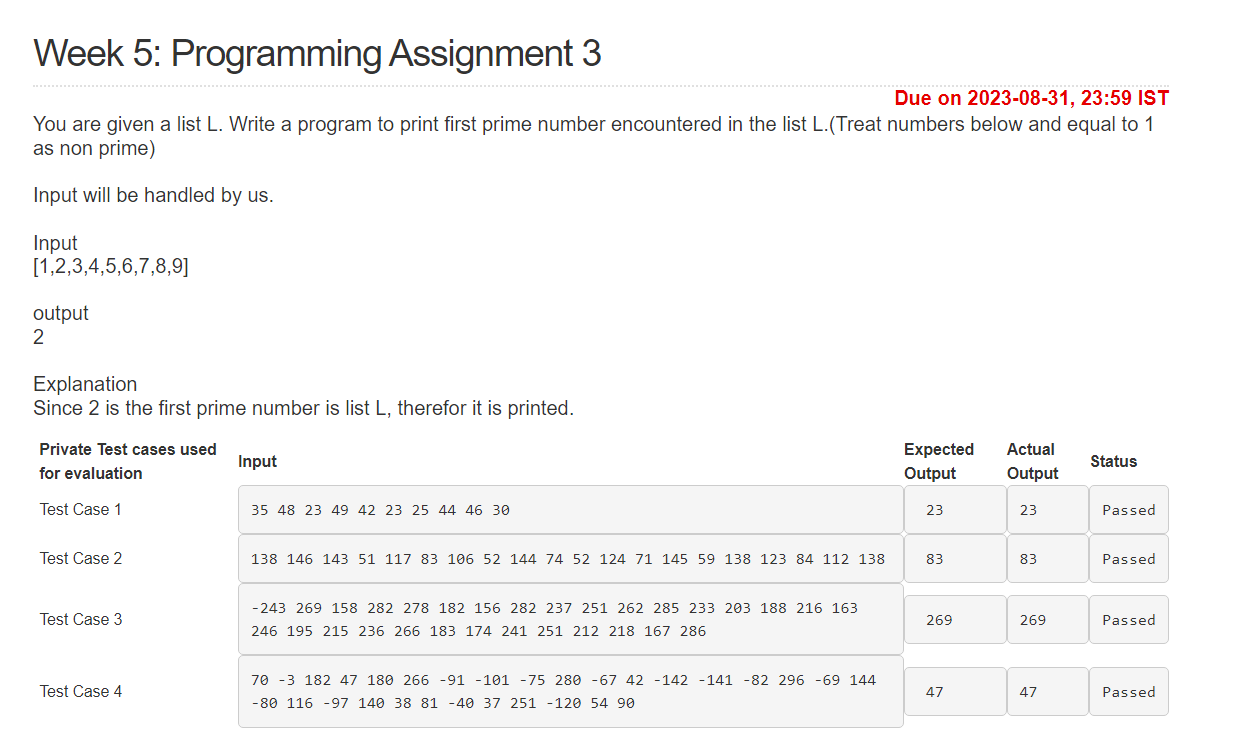 Week 5: Programming Assignment 3
Due on 2023-08-31, 23:59 IST
You are given a list L. Write a program to print first prime number encountered in the list L.(Treat numbers below and equal to 1
as non prime)
Input will be handled by us.
Input
[1,2,3,4,5,6,7,8,9]
output
2
Explanation
Since 2 is the first prime number is list L, therefor it is printed.
Private Test cases used
for evaluation
Input
Expected
Output
Actual
Output
Status
Test Case 1
35 48 23 49 42 23 25 44 46 30
23
23
Passed
Test Case 2
138 146 143 51 117 83 106 52 144 74 52 124 71 145 59 138 123 84 112 138
83
83
Passed
Test Case 3
-243 269 158 282 278 182 156 282 237 251 262 285 233 203 188 216 163
246 195 215 236 266 183 174 241 251 212 218 167 286
269
269
Passed
Test Case 4
70 -3 182 47 180 266 -91 -101 -75 280 -67 42 -142 -141 -82 296 -69 144
-80 116 -97 140 38 81 -40 37 251 -120 54 90
47
47
Passed